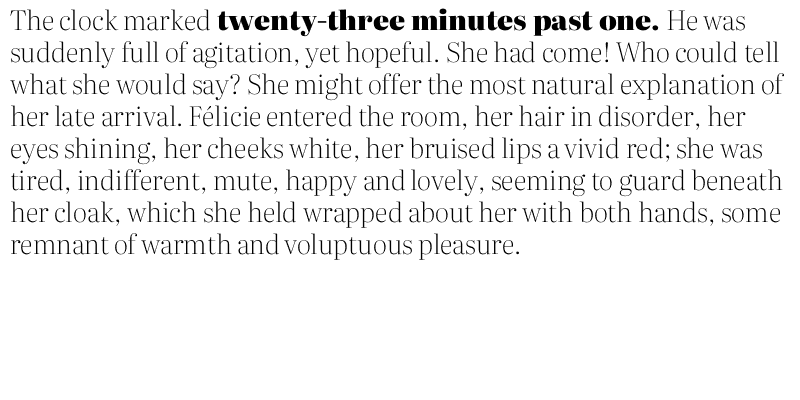 The clock marked twenty-three minutes past one. He was
suddenly full of agitation, yet hopeful. She had come! Who could tell
what she would say? She might offer the most natural explanation of
her late arrival. Félicie entered the room, her hair in disorder, her
eyes shining, her cheeks white, her bruised lips a vivid red; she was
tired, indifferent, mute, happy and lovely, seeming to guard beneath
her cloak, which she held wrapped about her with both hands, some
remnant of warmth and voluptuous pleasure.